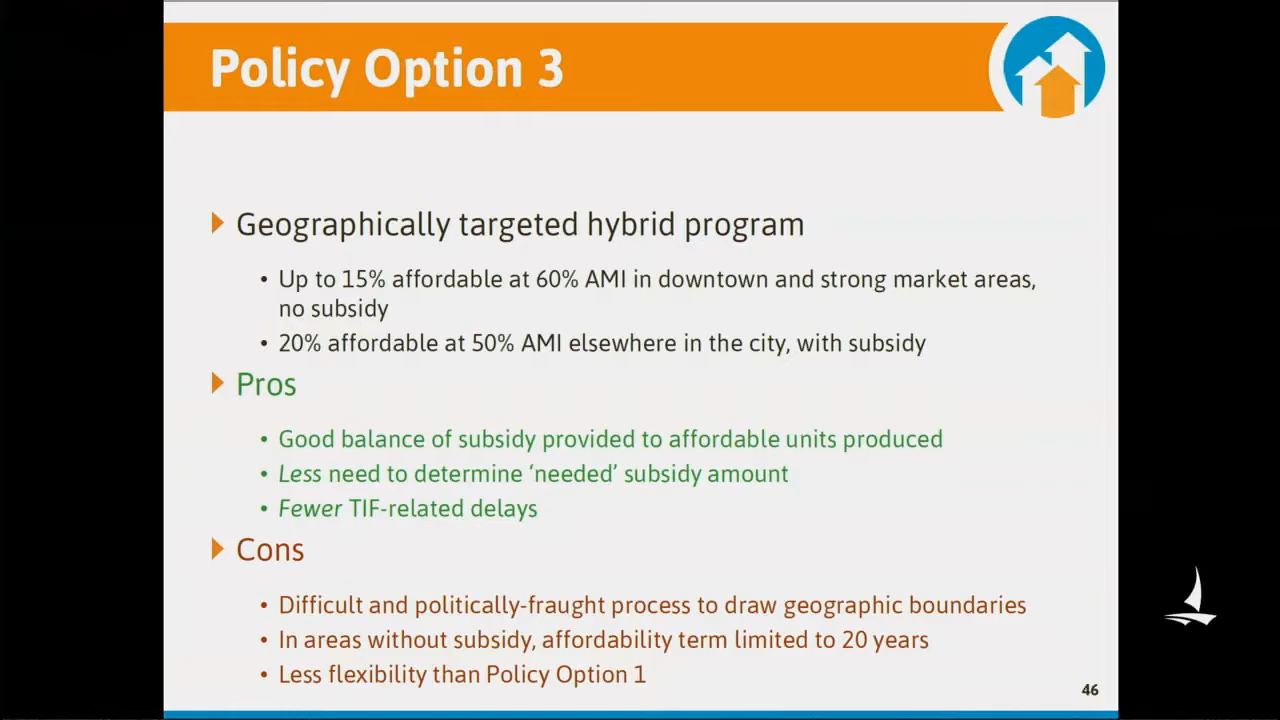 Policy Option 3
Geographically targeted hybrid program
• Up to 15% affordable at 60% AMI in downtown and strong market areas,
no subsidy
• 20% affordable at 50% AMI elsewhere in the city, with subsidy
Pros
• Good balance of subsidy provided to affordable units produced
• Less need to determine ‘needed’ subsidy amount
• Fewer TIF-related delays
Cons
• Difficult and politically-fraught process to draw geographic boundaries
• In areas without subsidy, affordability term limited to 20 years
• Less flexibility than Policy Option 1
46